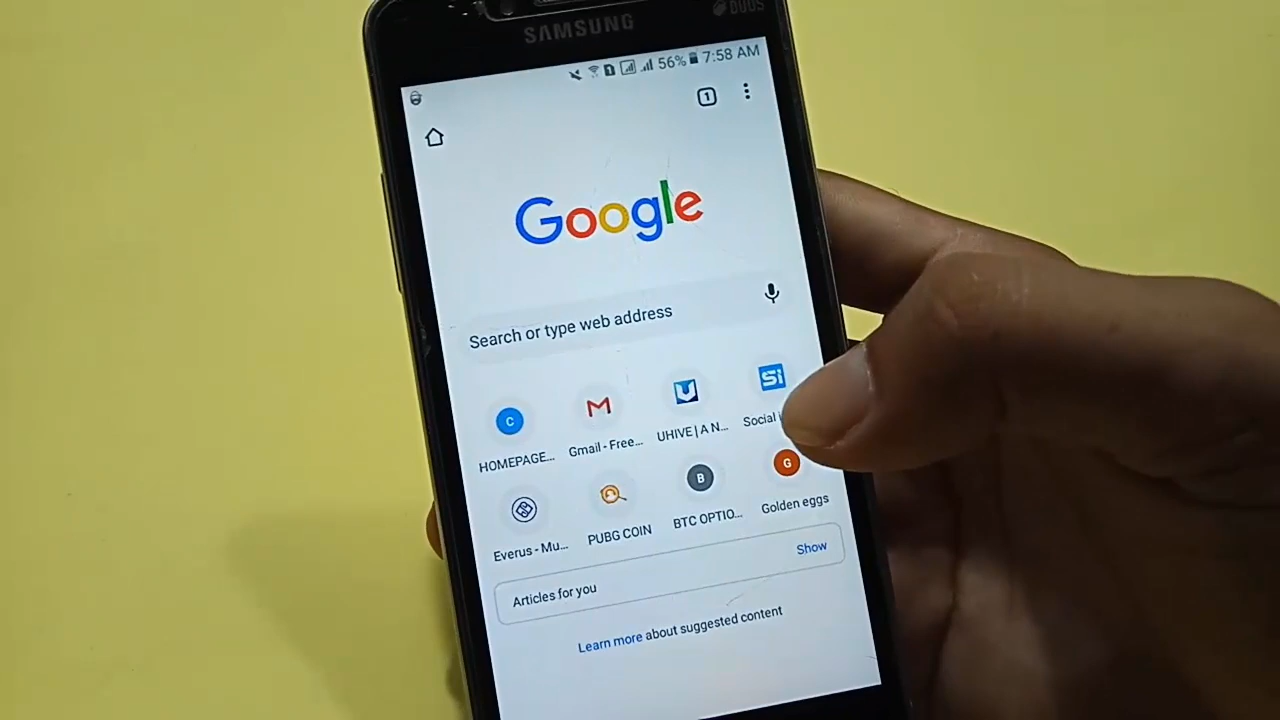 SAMSUNG
DUOS
56% 7:58 AM
1
Google
Search or type web address
C
Si
HOMEPAGE...
Gmail - Free...
UHIVE | A N...
Social
B
G
Everus - Mu...
PUBG COIN
BTC OPTIO...
Golden eggs
Articles for you
Show
Learn more about suggested content